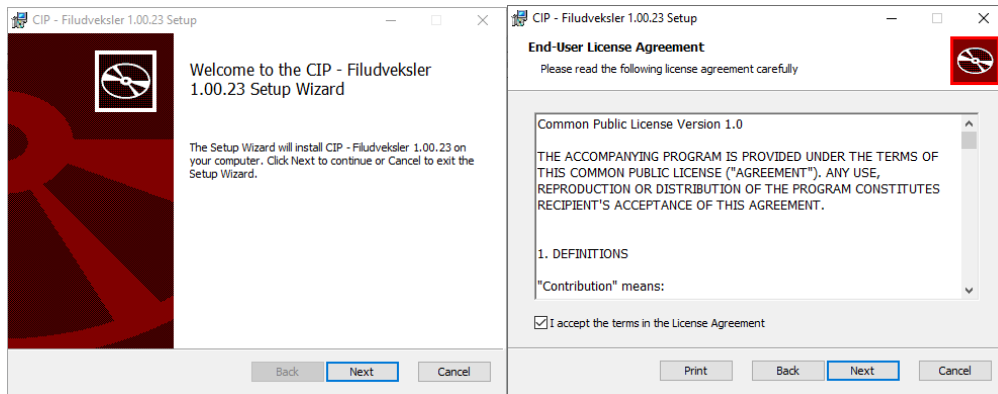 CIP - Filudveksler 1.00.23 Setup
Welcome to the CIP - Filudveksler
1.00.23 Setup Wizard
The Setup Wizard will install CIP - Filudveksler 1.00.23 on
your computer. Click Next to continue or Cancel to exit the
Setup Wizard.
Back
Next
Cancel
CIP - Filudveksler 1.00.23 Setup
End-User License Agreement
Please read the following license agreement carefully
Common Public License Version 1.0
THE ACCOMPANYING PROGRAM IS PROVIDED UNDER THE TERMS OF
THIS COMMON PUBLIC LICENSE ("AGREEMENT"). ANY USE,
REPRODUCTION OR DISTRIBUTION OF THE PROGRAM CONSTITUTES
RECIPIENT'S ACCEPTANCE OF THIS AGREEMENT.
1. DEFINITIONS
"Contribution" means:
I accept the terms in the License Agreement
Print
Back
Next
Cancel